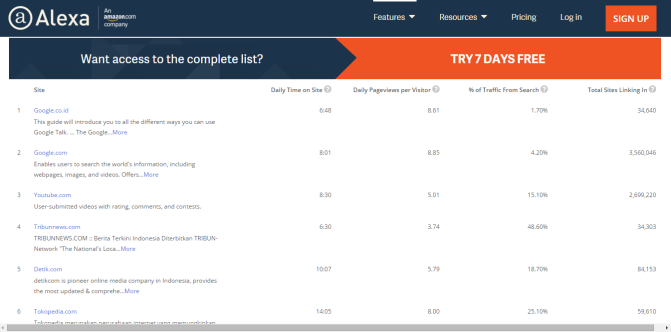 Alexa An amazon.com company Features Resources Pricing Log in SIGN UP
Want access to the complete list? TRY 7 DAYS FREE
Site Daily Time on Site Daily Pageviews per Visitor % of Traffic From Search Total Sites Linking In
1 Google.co.id 6:48 8.61 1.70% 34,640
This guide will introduce you to all the different ways you can use
Google Talk. ... The Google...More
2 Google.com 8:01 8.85 4.20% 3,560,046
Enables users to search the world's information, including
webpages, images, and videos. Offers...More
3 Youtube.com 8:30 5.01 15.10% 2,699,220
User-submitted videos with rating, comments, and contests.
4 Tribunnews.com 6:30 3.74 48.60% 34,303
TRIBUNNEWS.COM :: Berita Terkini Indonesia Diterbitkan TRIBUN-
Network "The National's Loca...More
5 Detik.com 10:07 5.79 18.70% 84,153
detikcom is pioneer online media company in Indonesia, provides
the most updated & comprehe...More
6 Tokopedia.com 14:05 8.00 25.10% 59,610
Tokopedia merupakan perusahaan internet yang memungkinkan